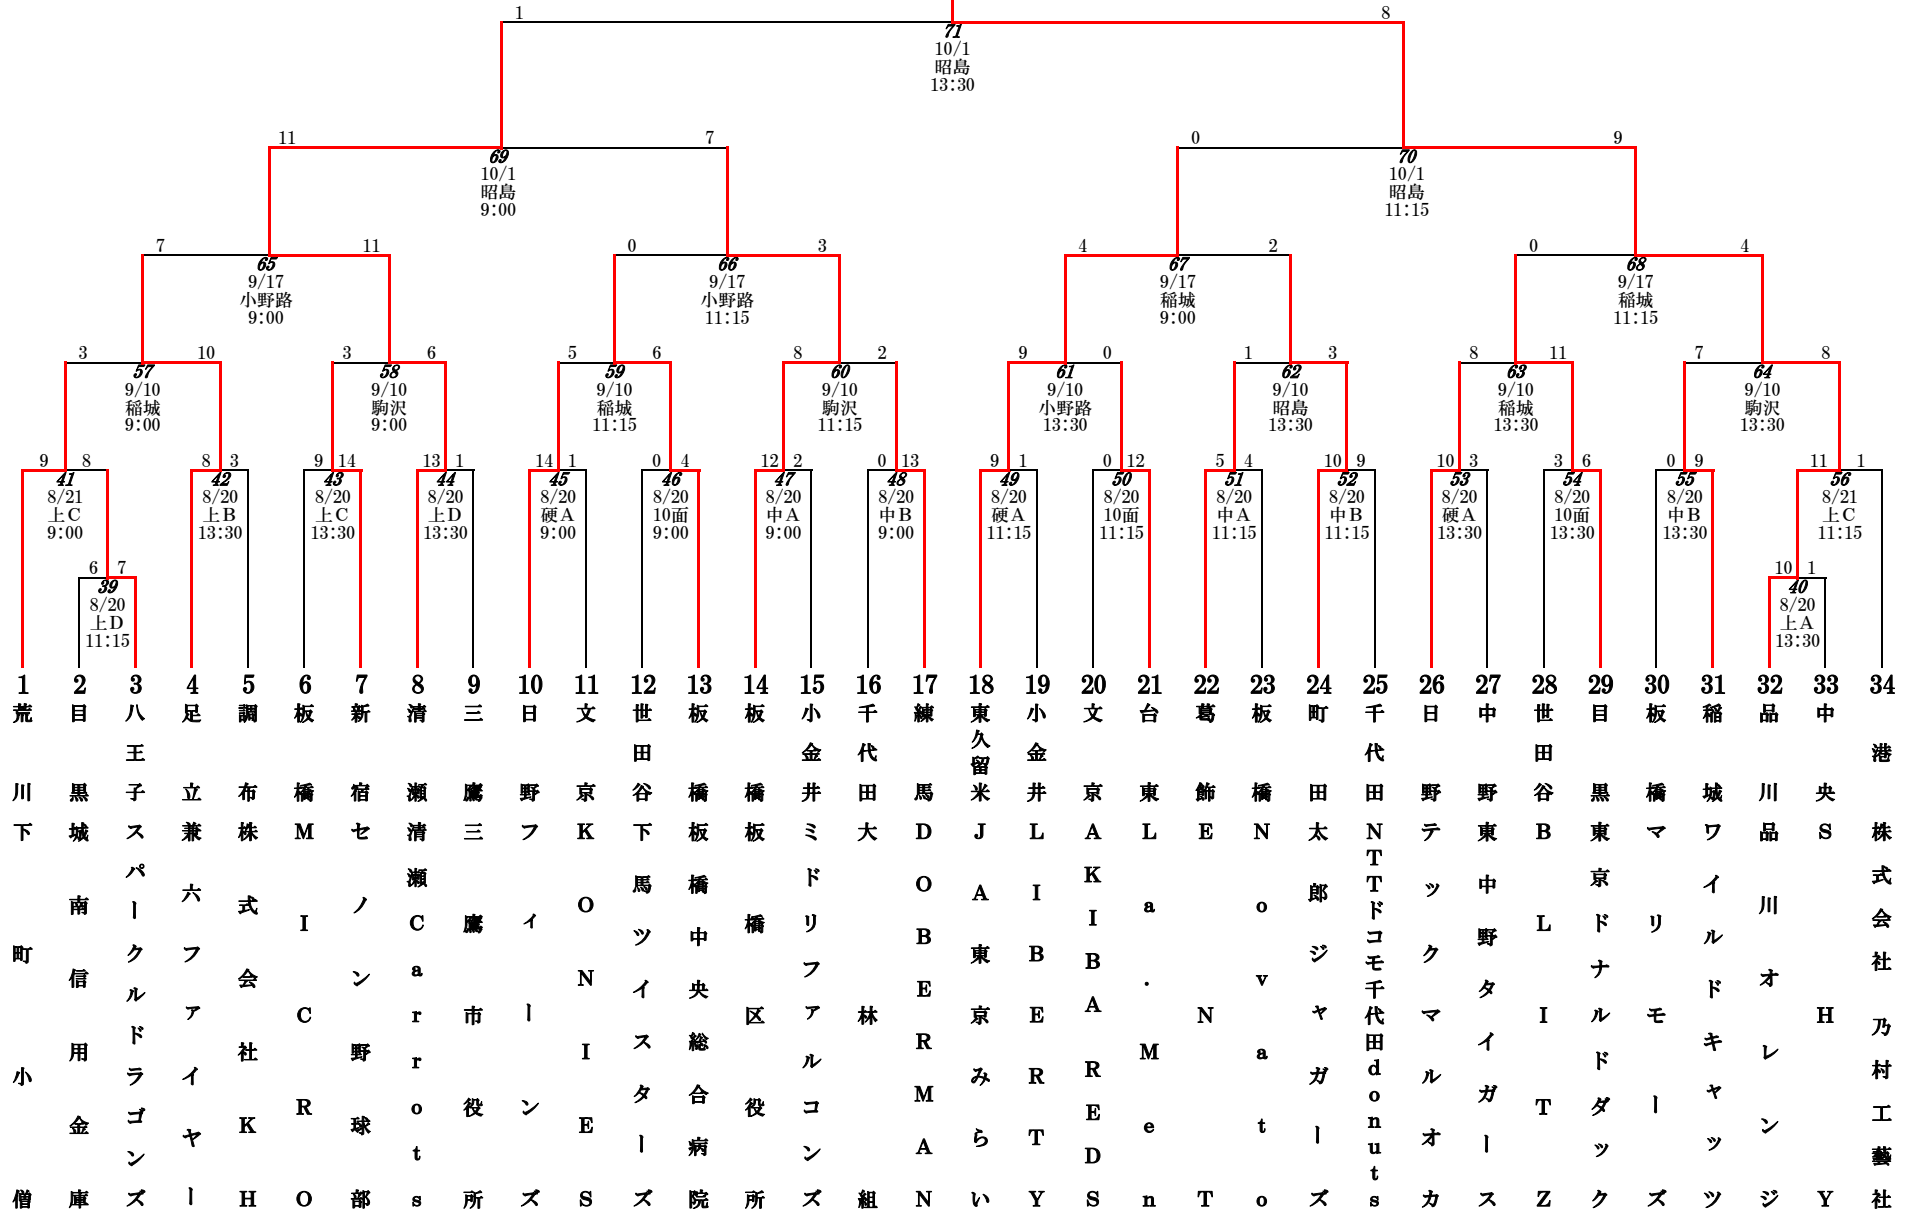 1 8
71
10/1
昭島
13:30
11 7 0 9
69 70
10/1 10/1
昭島 昭島
9:00 11:15
7 11 0 3 4 2 0 4
65 66 67 68
9/17 9/17 9/17 9/17
小野路 小野路 稲城 稲城
9:00 11:15 9:00 11:15
3 10 3 6 5 6 8 2 9 0 1 3 8 11 7 8
57 58 59 60 61 62 63 64
9/10 9/10 9/10 9/10 9/10 9/10 9/10 9/10
稲城 駒沢 稲城 駒沢 小野路 昭島 稲城 駒沢
9:00 9:00 11:15 11:15 13:30 13:30 13:30 13:30
9 8 8 3 9 14 13 1 14 1 0 4 12 2 0 13 9 1 0 12 5 4 10 9 10 3 3 6 0 9 11 1
41 42 43 44 45 46 47 48 49 50 51 52 53 54 55 56
8/21 8/20 8/20 8/20 8/20 8/20 8/20 8/20 8/20 8/20 8/20 8/20 8/20 8/20 8/20 8/21
上C 上B 上C 上D 硬A 10面 中A 中B 硬A 10面 中A 中B 硬A 10面 中B 上C
9:00 13:30 13:30 13:30 9:00 9:00 9:00 9:00 11:15 11:15 11:15 11:15 13:30 13:30 13:30 11:15
6 7 10 1
39 40
8/20 8/20
上D 上A
11:15 13:30
1 荒川 下町小僧
2 目黒 城南信用金庫
3 八王子 スパークルドラゴンズ
4 足立 兼六ファイヤー
5 調布 株式会社KH
6 板橋 MICRO
7 新宿 セノン野球部
8 清瀬 清瀬Carrots
9 三鷹 三鷹市役所
10 日野 フィーンズ
11 文京 KONIES
12 世田谷 下馬ツイスターズ
13 板橋 板橋中央総合病院
14 板橋 板橋区役所
15 小金井 ミドリファルコンズ
16 千代田 大林組
17 練馬 DOBERMAN
18 東久留米 JA東京みらい
19 小金井 LIBERTY
20 文京 AKIBA REDS
21 台東 La.Men
22 葛飾 ENT
23 板橋 Novato
24 町田 太郎ジャガーズ
25 千代田 NTTドコモ千代田donuts
26 日野 テックマルオカ
27 中野 東中野タイガース
28 世田谷 BLITZ
29 目黒 東京ドナルドダック
30 板橋 マリモーズ
31 稲城 ワイルドキャッツ
32 品川 品川オレンジ
33 中央 SHY
34 港 株式会社 乃村工藝社